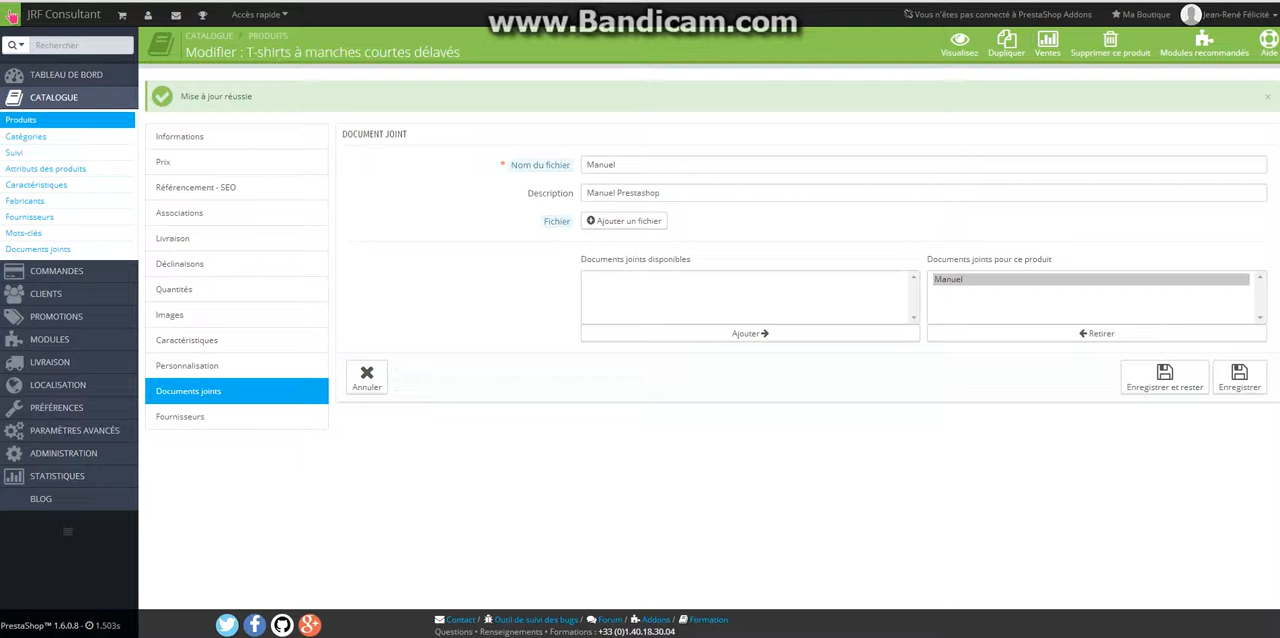 JRF Consultant
Accès rapide
www.Bandicam.com
Vous n'êtes pas connecté à PrestaShop Addons
Ma Boutique
Jean-René Félicité
Rechercher
CATALOGUE
PRODUITS
Modifier : T-shirts à manches courtes délavés
Visualisez
Dupliquer
Ventes
Supprimer ce produit
Modules recommandés
Aide
TABLEAU DE BORD
CATALOGUE
Produits
Catégories
Suivi
Attributs des produits
Caractéristiques
Fabricants
Fournisseurs
Mots-clés
Documents joints
COMMANDES
CLIENTS
PROMOTIONS
MODULES
LIVRAISON
LOCALISATION
PRÉFÉRENCES
PARAMÈTRES AVANCÉS
ADMINISTRATION
STATISTIQUES
BLOG
Mise à jour réussie
×
Informations
Prix
Référencement - SEO
Associations
Livraison
Déclinaisons
Quantités
Images
Caractéristiques
Personnalisation
Documents joints
Fournisseurs
DOCUMENT JOINT
* Nom du fichier
Manuel
Description
Manuel Prestashop
Fichier
Ajouter un fichier
Documents joints disponibles
Documents joints pour ce produit
Manuel
Ajouter
Retirer
Annuler
Enregistrer et rester
Enregistrer
PrestaShop™ 1.6.0.8 - 1.503s
Contact / Outil de suivi des bugs / Forum / Addons / Formation
Questions • Renseignements • Formations : +33 (0)1.40.18.30.04